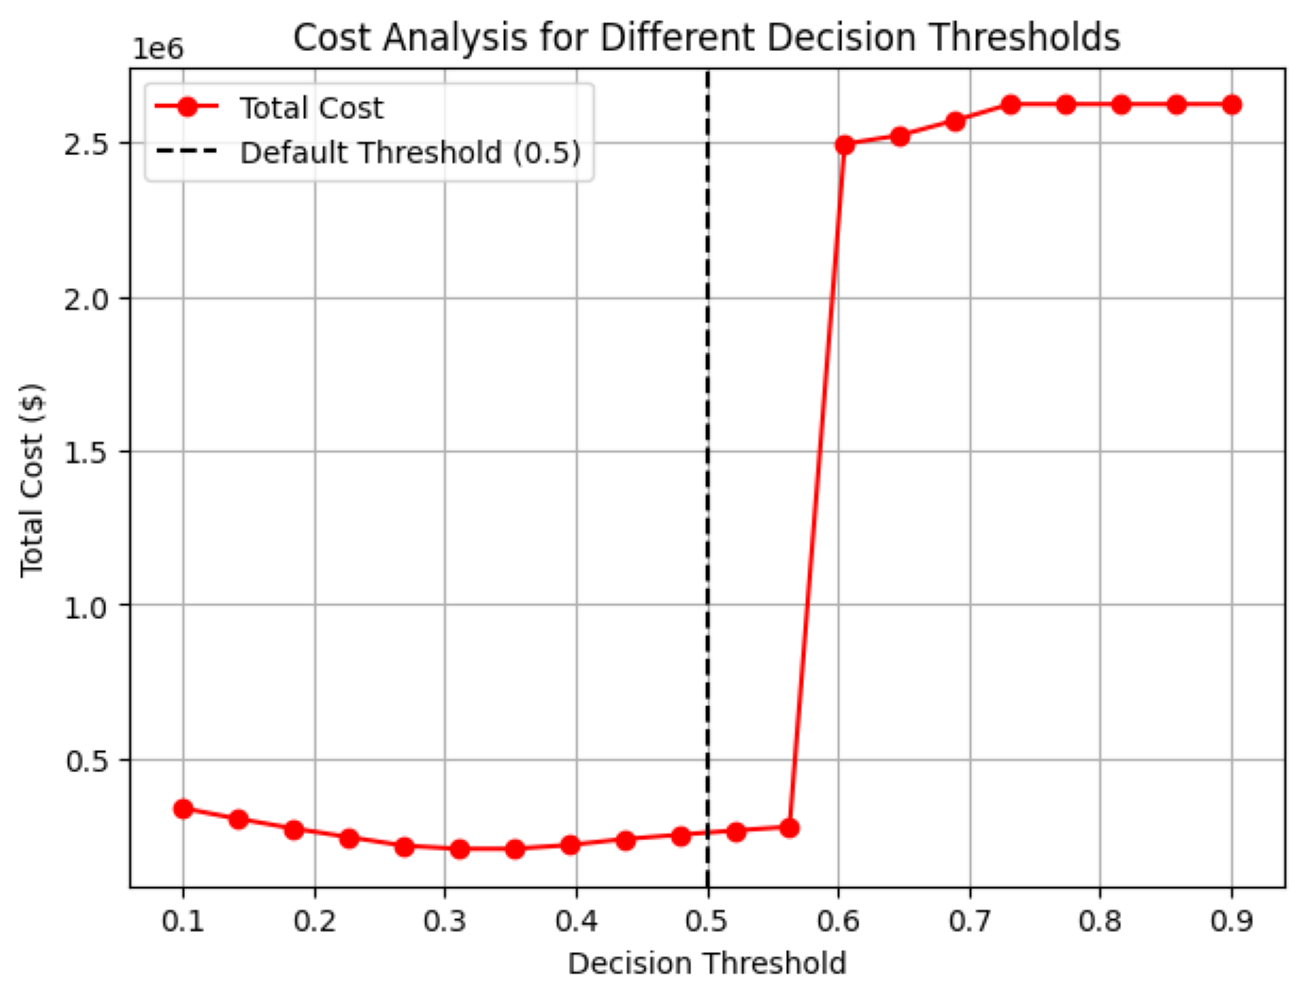 Cost Analysis for Different Decision Thresholds
1e6
Total Cost
Default Threshold (0.5)
2.5
2.0
1.5
1.0
0.5
Total Cost ($)
0.1 0.2 0.3 0.4 0.5 0.6 0.7 0.8 0.9
Decision Threshold